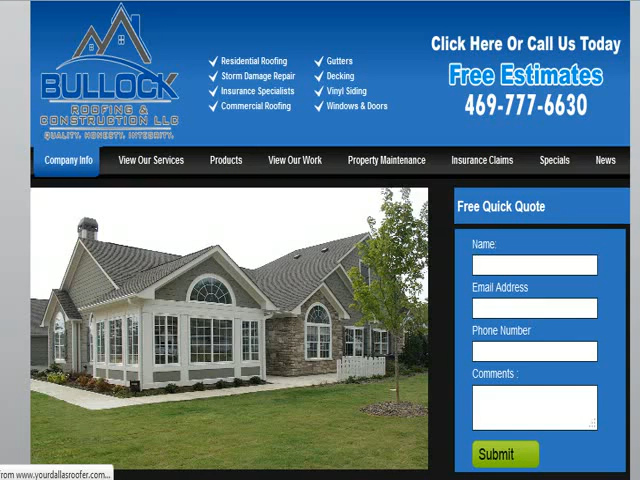 BULLOCK
ROOFING &
CONSTRUCTION LLC
QUALITY. HONESTY. INTEGRITY.
Residential Roofing
Storm Damage Repair
Insurance Specialists
Commercial Roofing
Gutters
Decking
Vinyl Siding
Windows & Doors
Click Here Or Call Us Today
Free Estimates
469-777-6630
Company Info View Our Services Products View Our Work Property Maintenance Insurance Claims Specials News
Free Quick Quote
Name:
Email Address
Phone Number
Comments :
Submit
from www.yourdallasroofer.com...